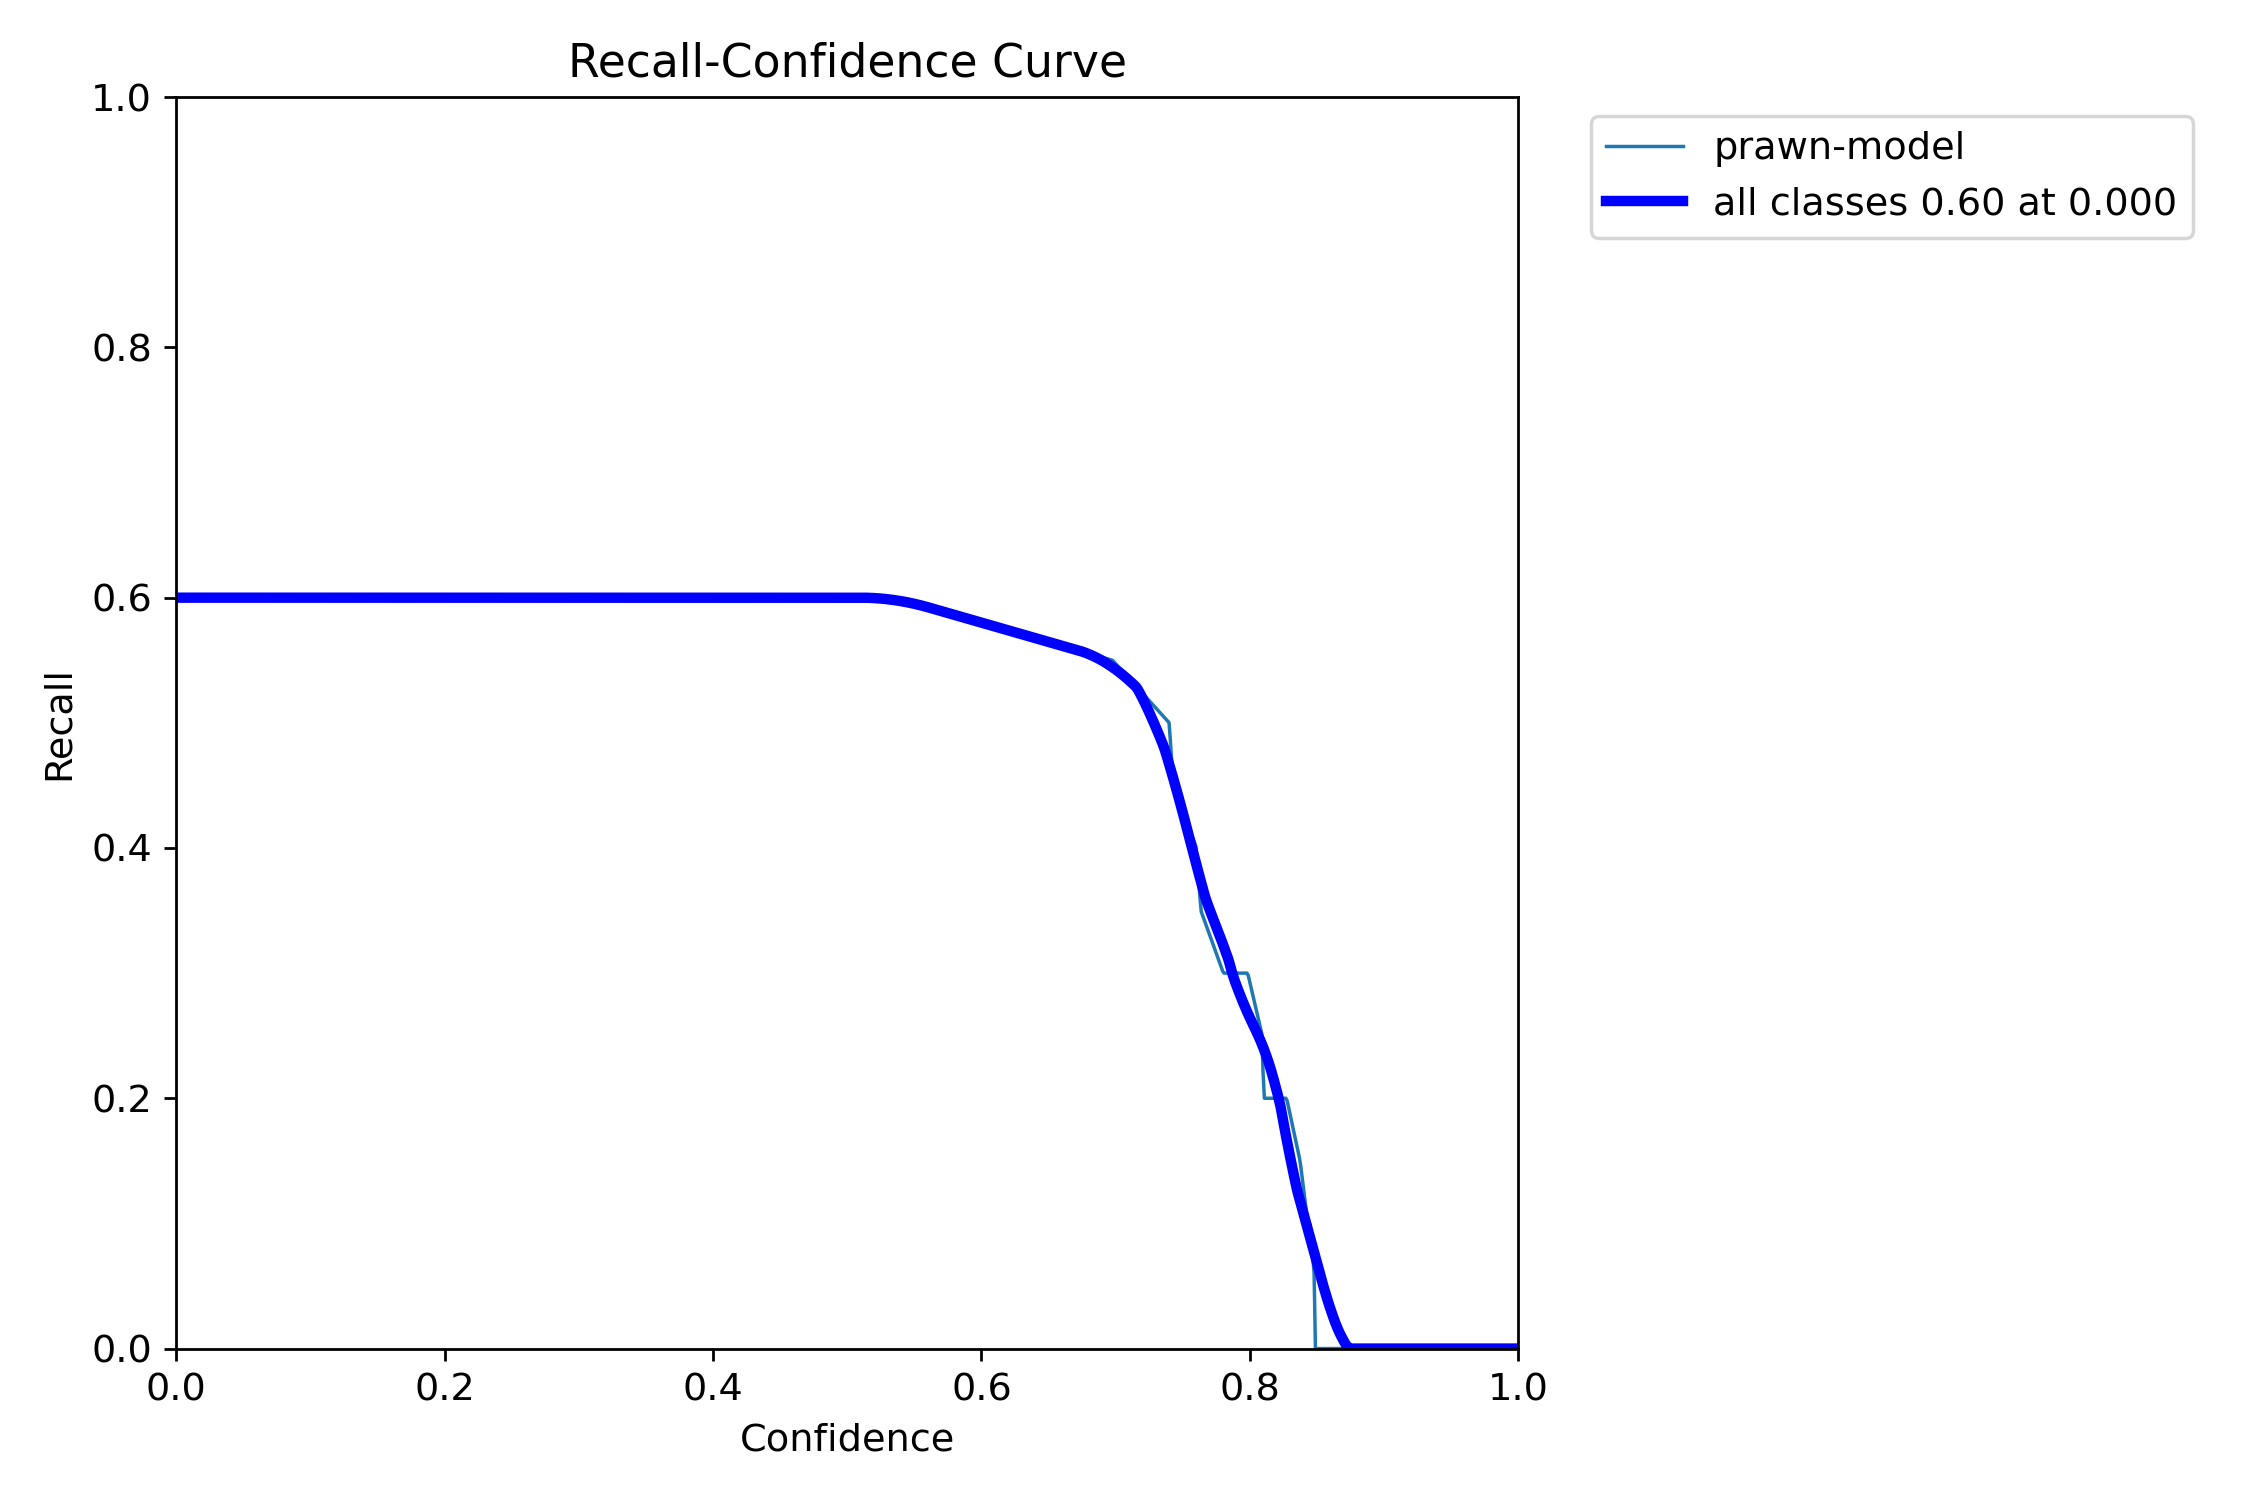 Recall-Confidence Curve
1.0
0.8
0.6
0.4
0.2
0.0
Recall
0.0 0.2 0.4 0.6 0.8 1.0
Confidence
prawn-model
all classes 0.60 at 0.000